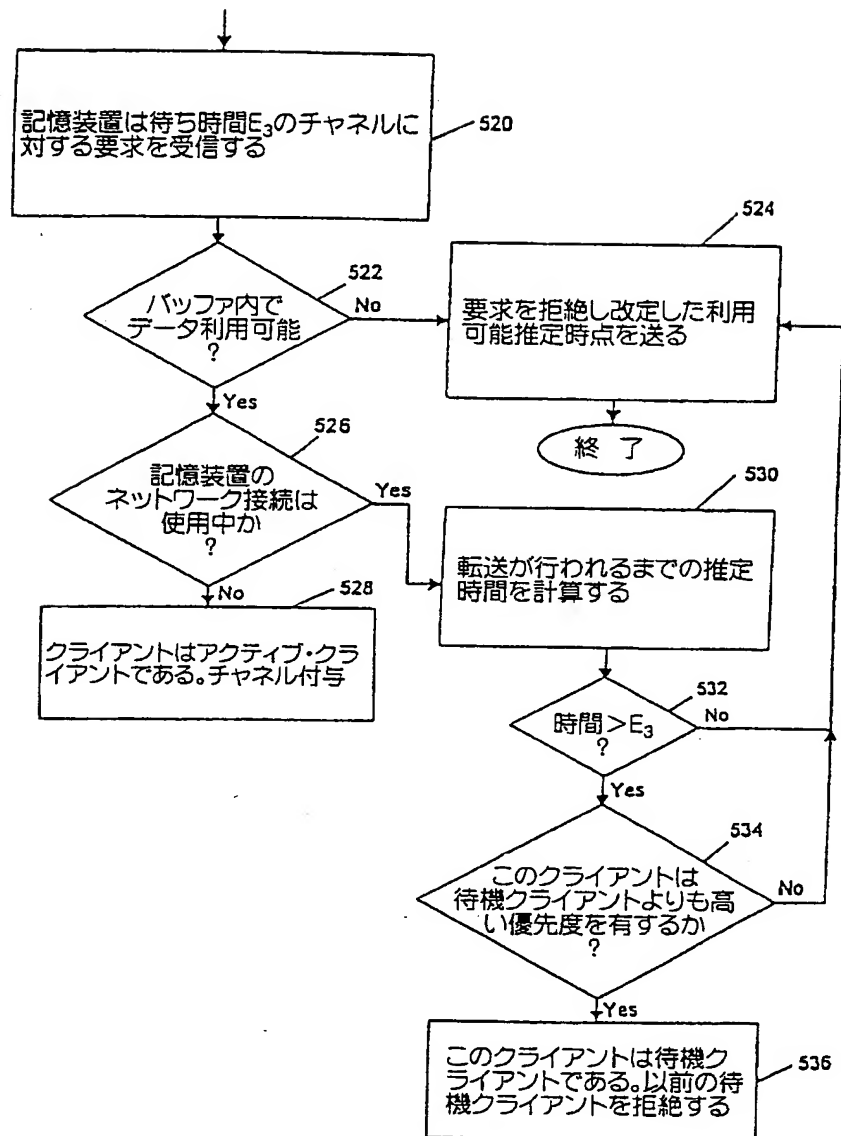 記憶装置は待ち時間E₃のチャネルに
対する要求を受信する
520
522
バッファ内で
データ利用可能
?
No
Yes
524
要求を拒絶し改定した利用
可能推定時点を送る
終 了
526
記憶装置の
ネットワーク接続は
使用中か
?
Yes
No
528
クライアントはアクティブ・クラ
イアントである。チャネル付与
530
転送が行われるまでの推定
時間を計算する
532
時間>E₃
?
No
Yes
534
このクライアントは
待機クライアントよりも高
い優先度を有するか
?
No
Yes
536
このクライアントは待機ク
ライアントである。以前の待
機クライアントを拒絶する